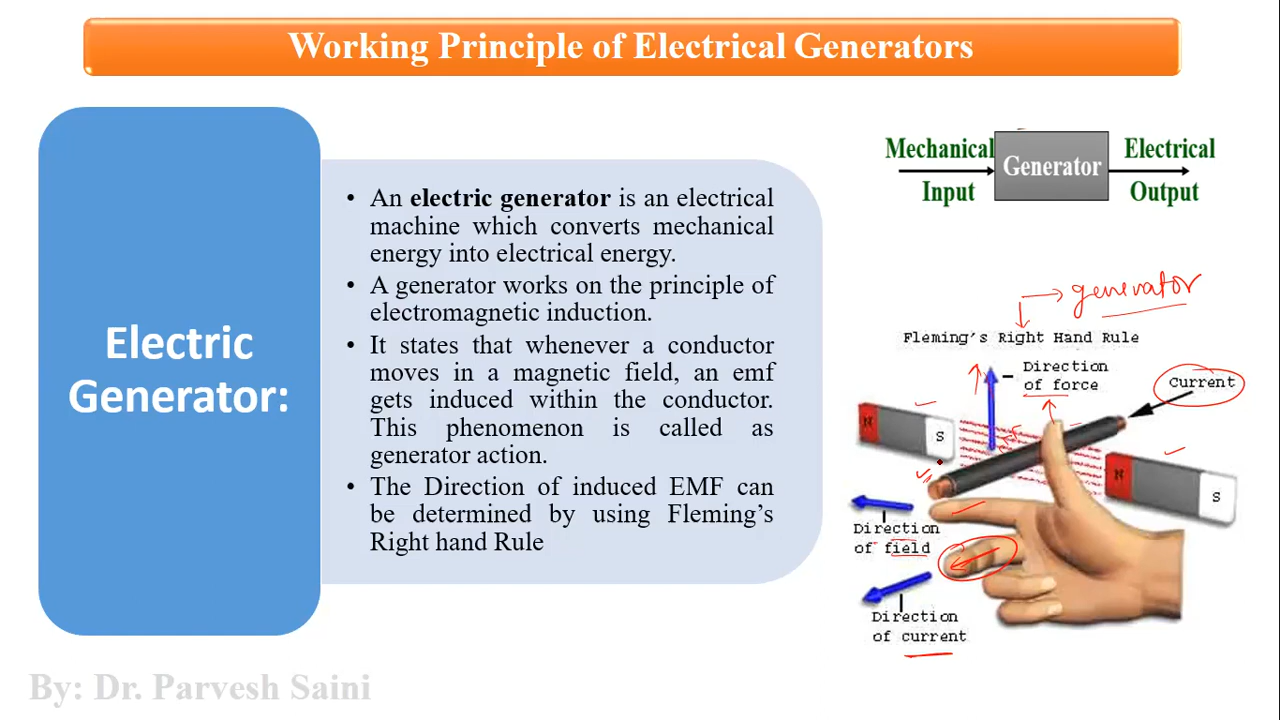 Working Principle of Electrical Generators
Electric
Generator:
• An electric generator is an electrical
machine which converts mechanical
energy into electrical energy.
• A generator works on the principle of
electromagnetic induction.
• It states that whenever a conductor
moves in a magnetic field, an emf
gets induced within the conductor.
This phenomenon is called as
generator action.
• The Direction of induced EMF can
be determined by using Fleming's
Right hand Rule
Mechanical
Input
Generator
Electrical
Output
generator
Fleming's Right Hand Rule
Direction
of force
Current
N
S
N
S
Direction
of field
Direction
of current
By: Dr. Parvesh Saini